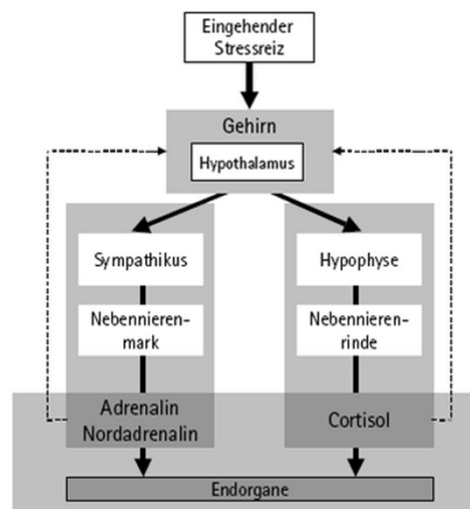 Eingehender
Stressreiz
Gehirn
Hypothalamus
Sympathikus
Hypophyse
Nebennieren-
mark
Nebennieren-
rinde
Adrenalin
Nordadrenalin
Cortisol
Endorgane